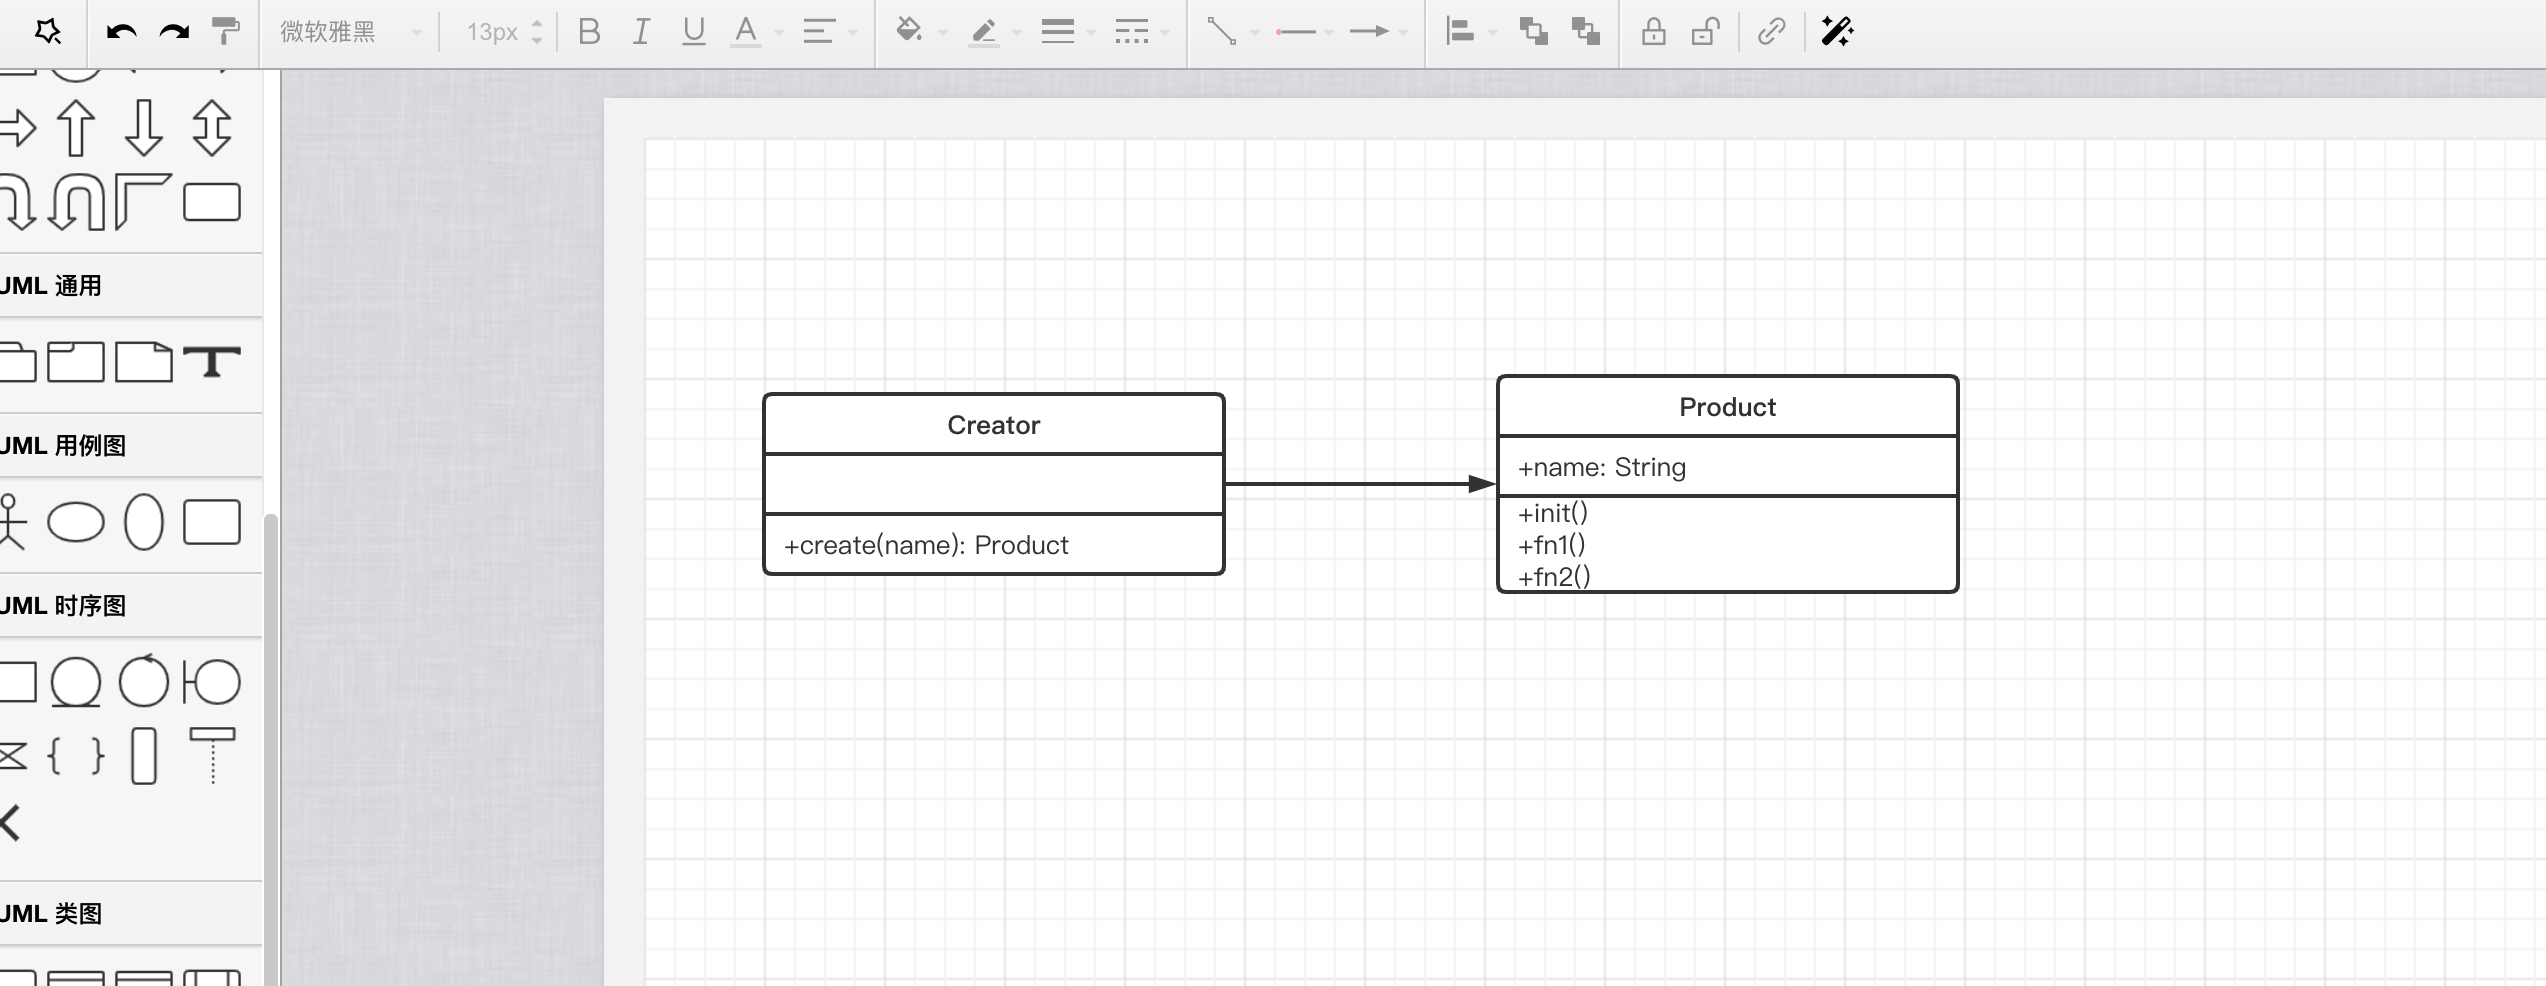 微软雅黑
13px
B I U A
UML 通用
UML 用例图
UML 时序图
UML 类图
Creator
+create(name): Product
Product
+name: String
+init()
+fn1()
+fn2()